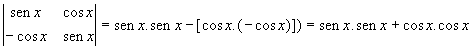 | sen x cos x |
| − cos x sen x | = sen x . sen x − [cos x . (− cos x)] = sen x . sen x + cos x . cos x